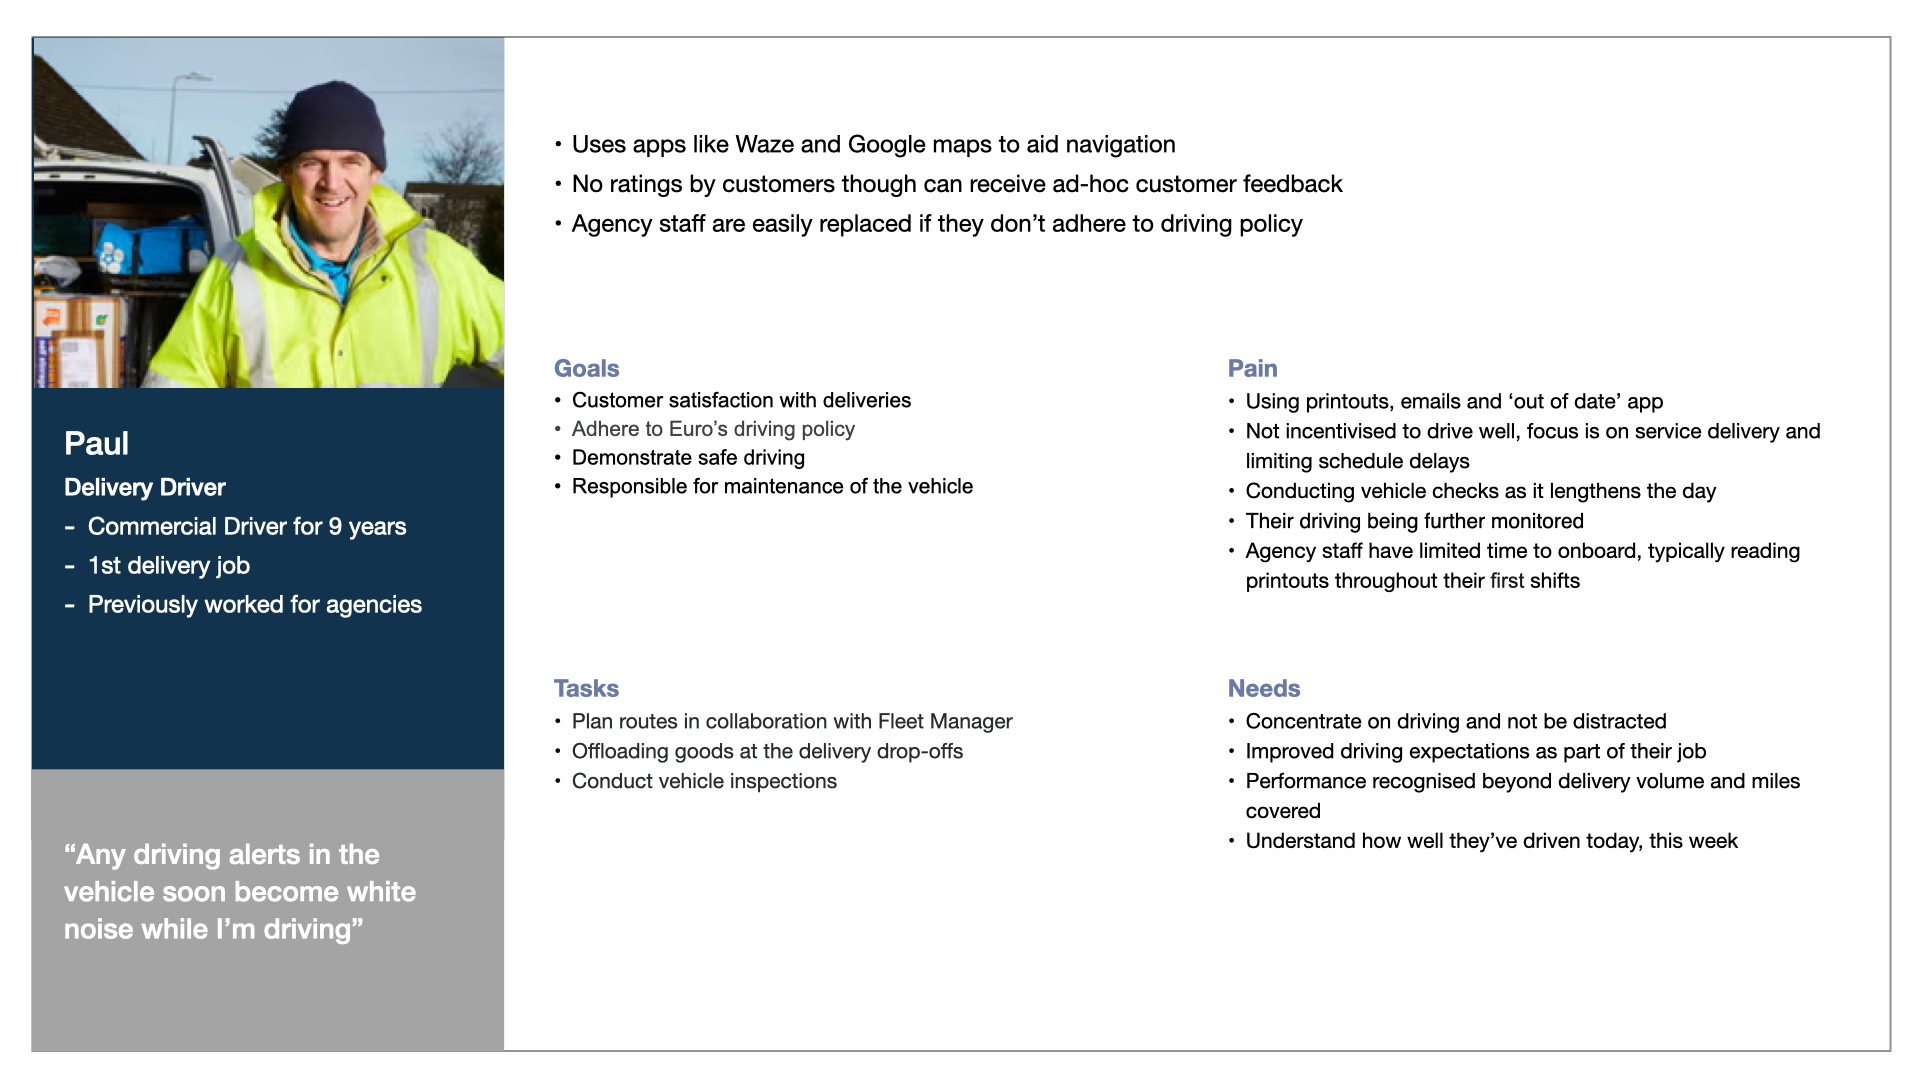 Paul
Delivery Driver
- Commercial Driver for 9 years
- 1st delivery job
- Previously worked for agencies
“Any driving alerts in the
vehicle soon become white
noise while I’m driving”
• Uses apps like Waze and Google maps to aid navigation
• No ratings by customers though can receive ad-hoc customer feedback
• Agency staff are easily replaced if they don’t adhere to driving policy
Goals
• Customer satisfaction with deliveries
• Adhere to Euro’s driving policy
• Demonstrate safe driving
• Responsible for maintenance of the vehicle
Pain
• Using printouts, emails and ‘out of date’ app
• Not incentivised to drive well, focus is on service delivery and
limiting schedule delays
• Conducting vehicle checks as it lengthens the day
• Their driving being further monitored
• Agency staff have limited time to onboard, typically reading
printouts throughout their first shifts
Tasks
• Plan routes in collaboration with Fleet Manager
• Offloading goods at the delivery drop-offs
• Conduct vehicle inspections
Needs
• Concentrate on driving and not be distracted
• Improved driving expectations as part of their job
• Performance recognised beyond delivery volume and miles
covered
• Understand how well they’ve driven today, this week